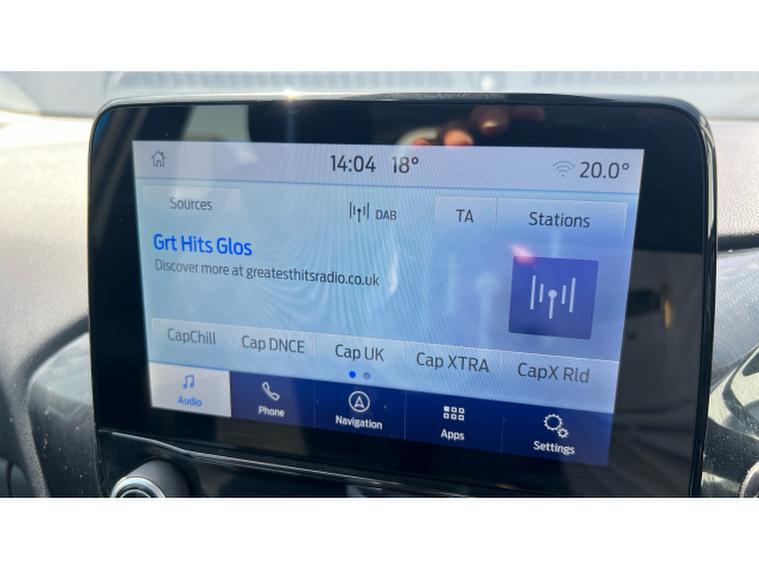 14:04 18° 20.0°
Sources DAB TA Stations
Grt Hits Glos
Discover more at greatesthitsradio.co.uk
CapChill Cap DNCE Cap UK Cap XTRA CapX Rld
Audio Phone Navigation Apps Settings